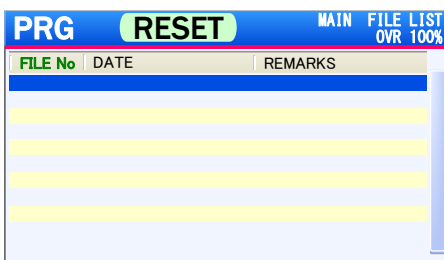 PRG RESET MAIN FILE LIST
OVR 100%
FILE No DATE REMARKS